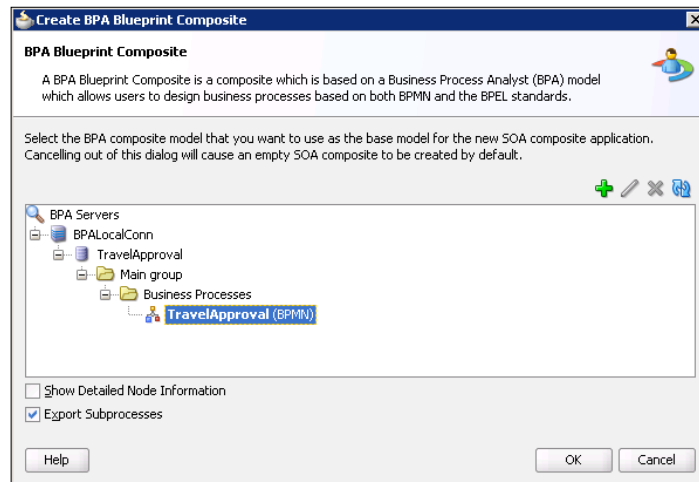 Create BPA Blueprint Composite
BPA Blueprint Composite
A BPA Blueprint Composite is a composite which is based on a Business Process Analyst (BPA) model
which allows users to design business processes based on both BPMN and the BPEL standards.
Select the BPA composite model that you want to use as the base model for the new SOA composite application.
Cancelling out of this dialog will cause an empty SOA composite to be created by default.
BPA Servers
BPALocalConn
TravelApproval
Main group
Business Processes
TravelApproval (BPMN)
Show Detailed Node Information
Export Subprocesses
Help
OK
Cancel